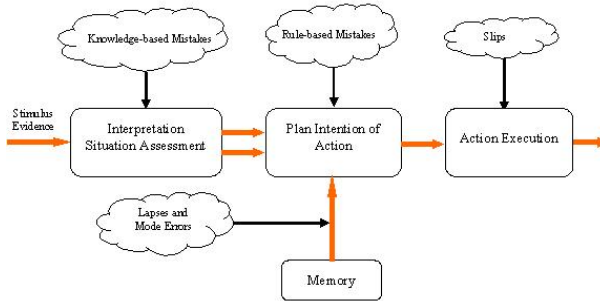 Knowledge-based Mistakes
Rule-based Mistakes
Slips
Stimulus
Evidence
Interpretation
Situation Assessment
Plan Intention of
Action
Action Execution
Lapses and
Mode Errors
Memory